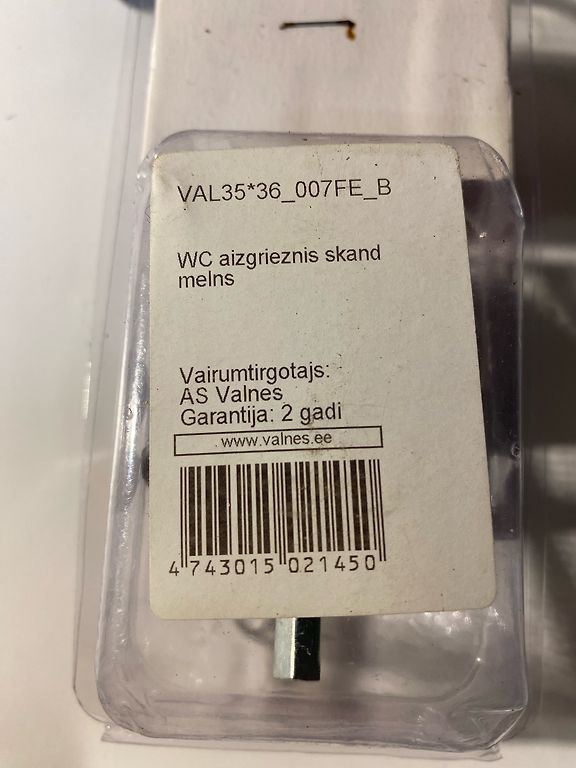 VAL35*36_007FE_B
WC aizgrieznis skand
melns
Vairumtirgotajs:
AS Valnes
Garantija: 2 gadi
www.valnes.ee
4 743015 021450